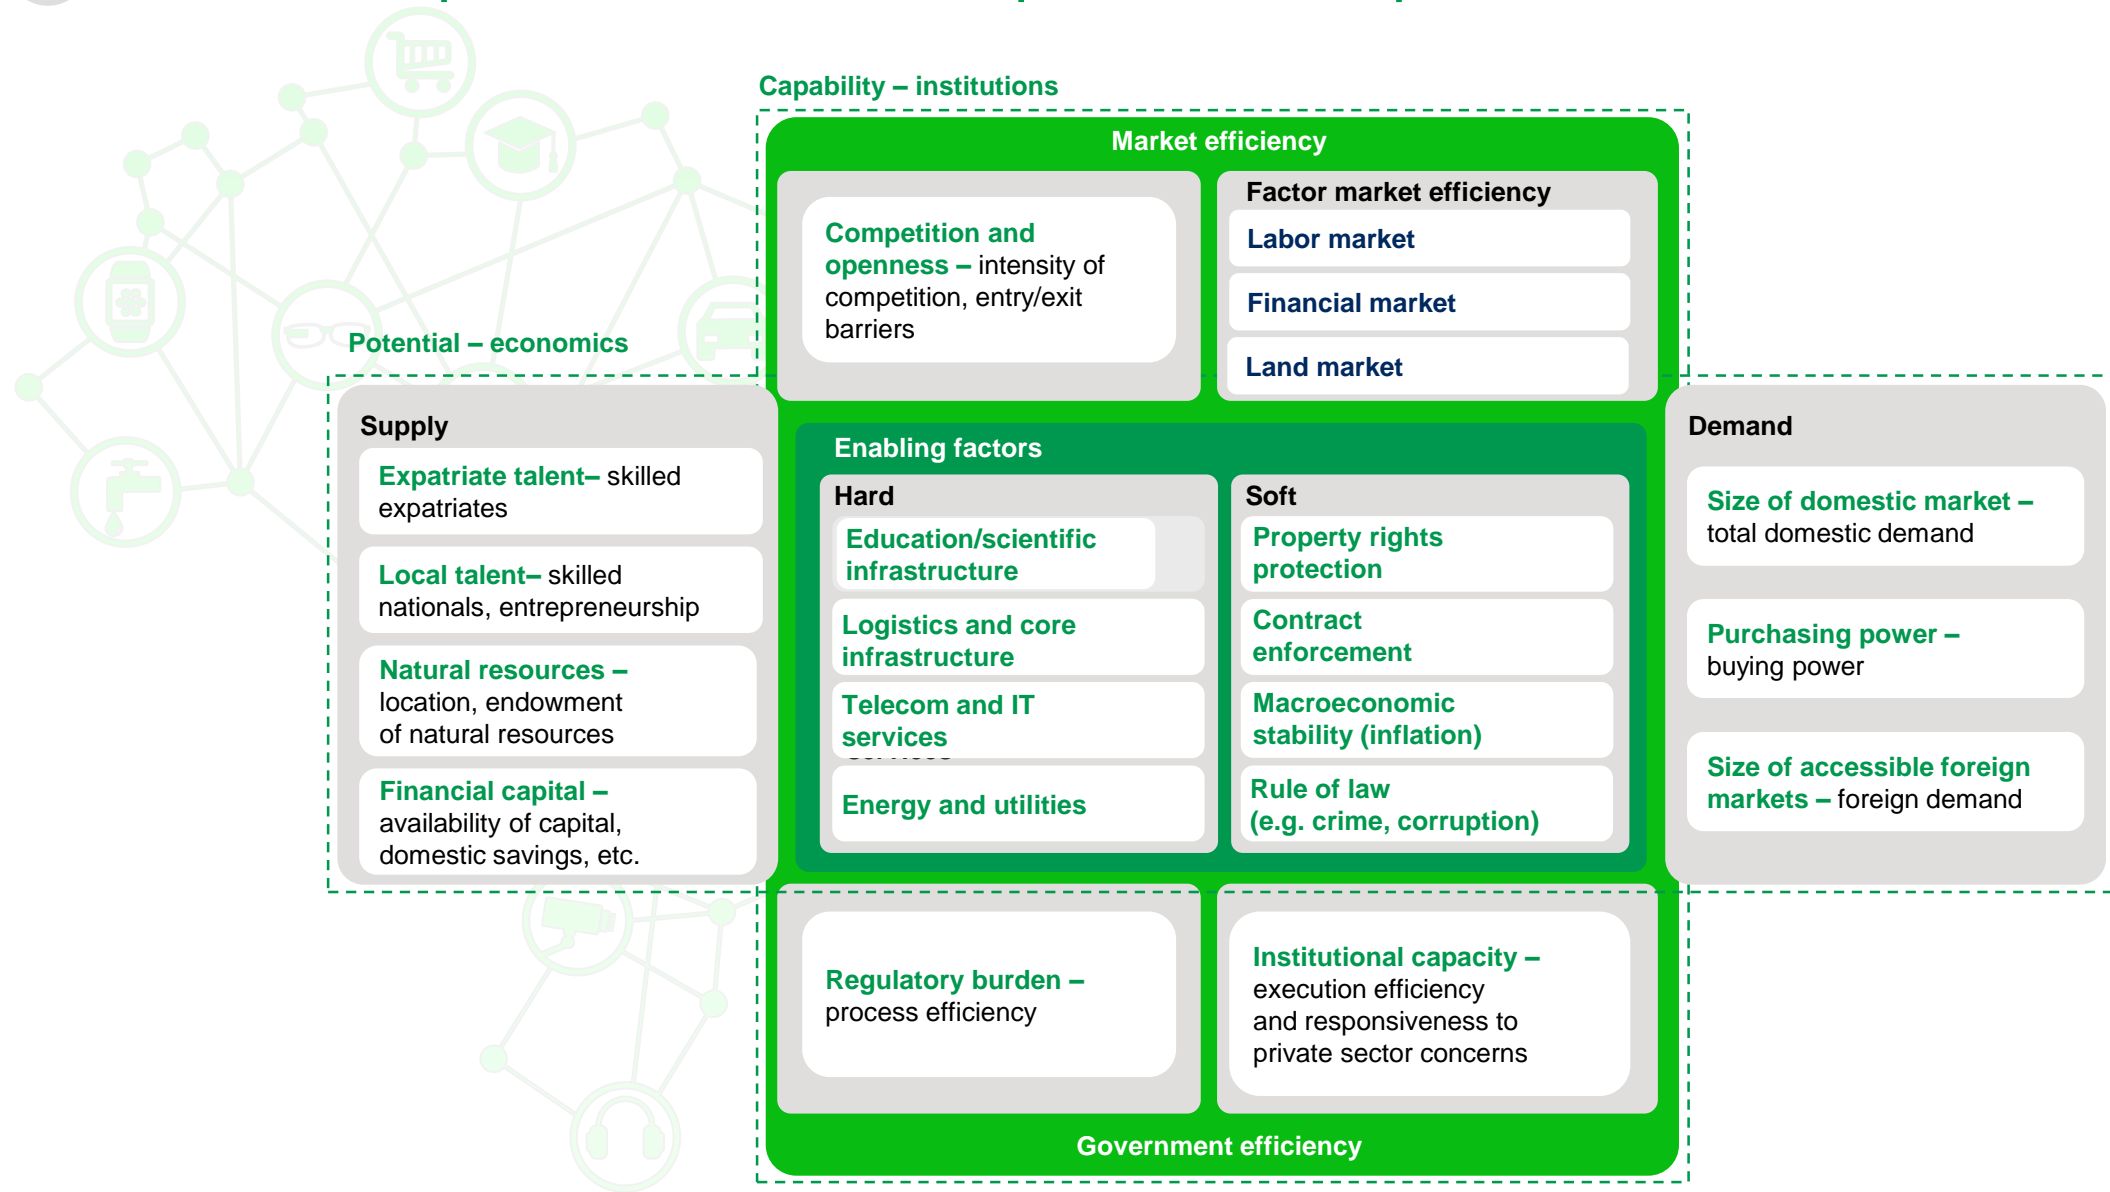 Capability – institutions
Market efficiency
Competition and
openness – intensity of
competition, entry/exit
barriers
Factor market efficiency
Labor market
Financial market
Land market
Potential – economics
Supply
Expatriate talent– skilled
expatriates
Local talent– skilled
nationals, entrepreneurship
Natural resources –
location, endowment
of natural resources
Financial capital –
availability of capital,
domestic savings, etc.
Enabling factors
Hard
Education/scientific
infrastructure
Logistics and core
infrastructure
Telecom and IT
services
Energy and utilities
Soft
Property rights
protection
Contract
enforcement
Macroeconomic
stability (inflation)
Rule of law
(e.g. crime, corruption)
Demand
Size of domestic market –
total domestic demand
Purchasing power –
buying power
Size of accessible foreign
markets – foreign demand
Regulatory burden –
process efficiency
Institutional capacity –
execution efficiency
and responsiveness to
private sector concerns
Government efficiency